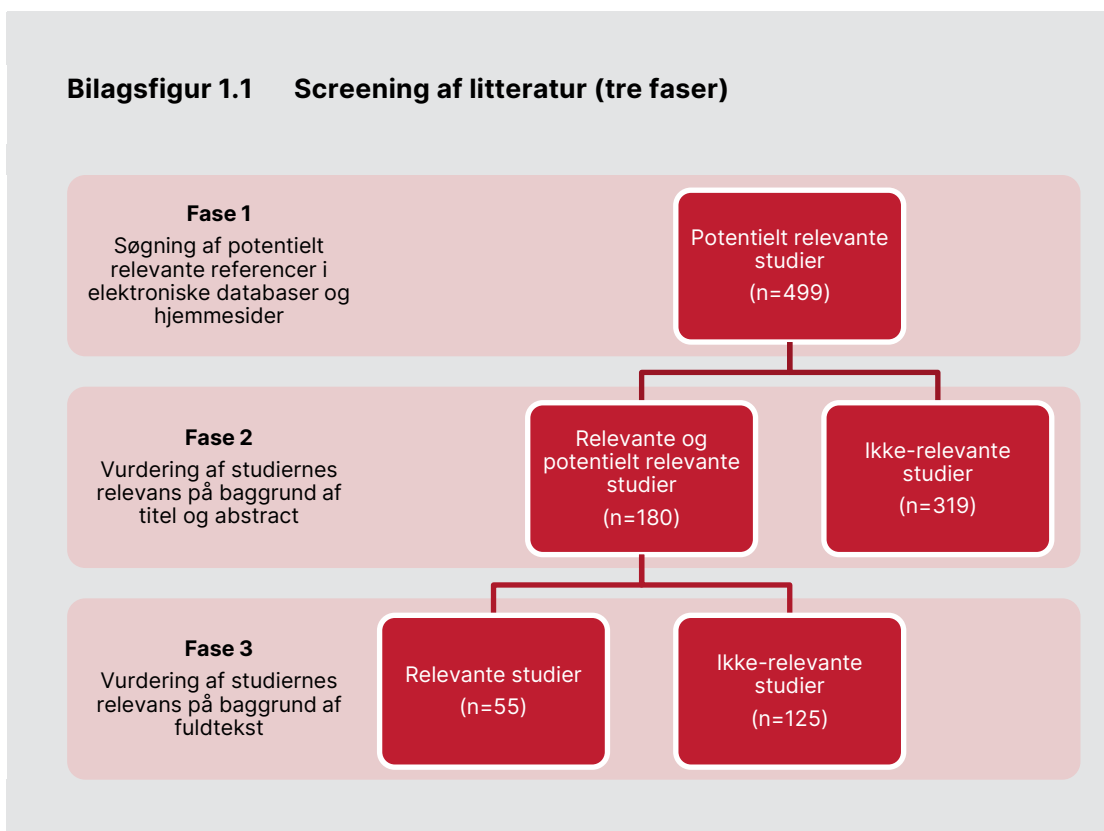 Bilagsfigur 1.1 Screening af litteratur (tre faser)
Fase 1
Søgning af potentielt
relevante referencer i
elektroniske databaser og
hjemmesider
Potentielt relevante
studier
(n=499)
Fase 2
Vurdering af studiernes
relevans på baggrund af
titel og abstract
Relevante og
potentielt relevante
studier
(n=180)
Ikke-relevante
studier
(n=319)
Fase 3
Vurdering af studiernes
relevans på baggrund af
fuldtekst
Relevante studier
(n=55)
Ikke-relevante
studier
(n=125)